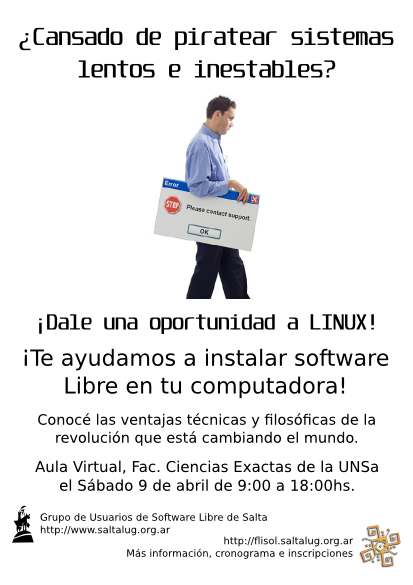 ¿Cansado de piratear sistemas
lentos e inestables?
Error
STOP
Please contact support.
OK
¡Dale una oportunidad a LINUX!
¡Te ayudamos a instalar software
Libre en tu computadora!
Conocé las ventajas técnicas y filosóficas de la
revolución que está cambiando el mundo.
Aula Virtual, Fac. Ciencias Exactas de la UNSa
el Sábado 9 de abril de 9:00 a 18:00hs.
Grupo de Usuarios de Software Libre de Salta
http://www.saltalug.org.ar
http://flisol.saltalug.org.ar
Más información, cronograma e inscripciones